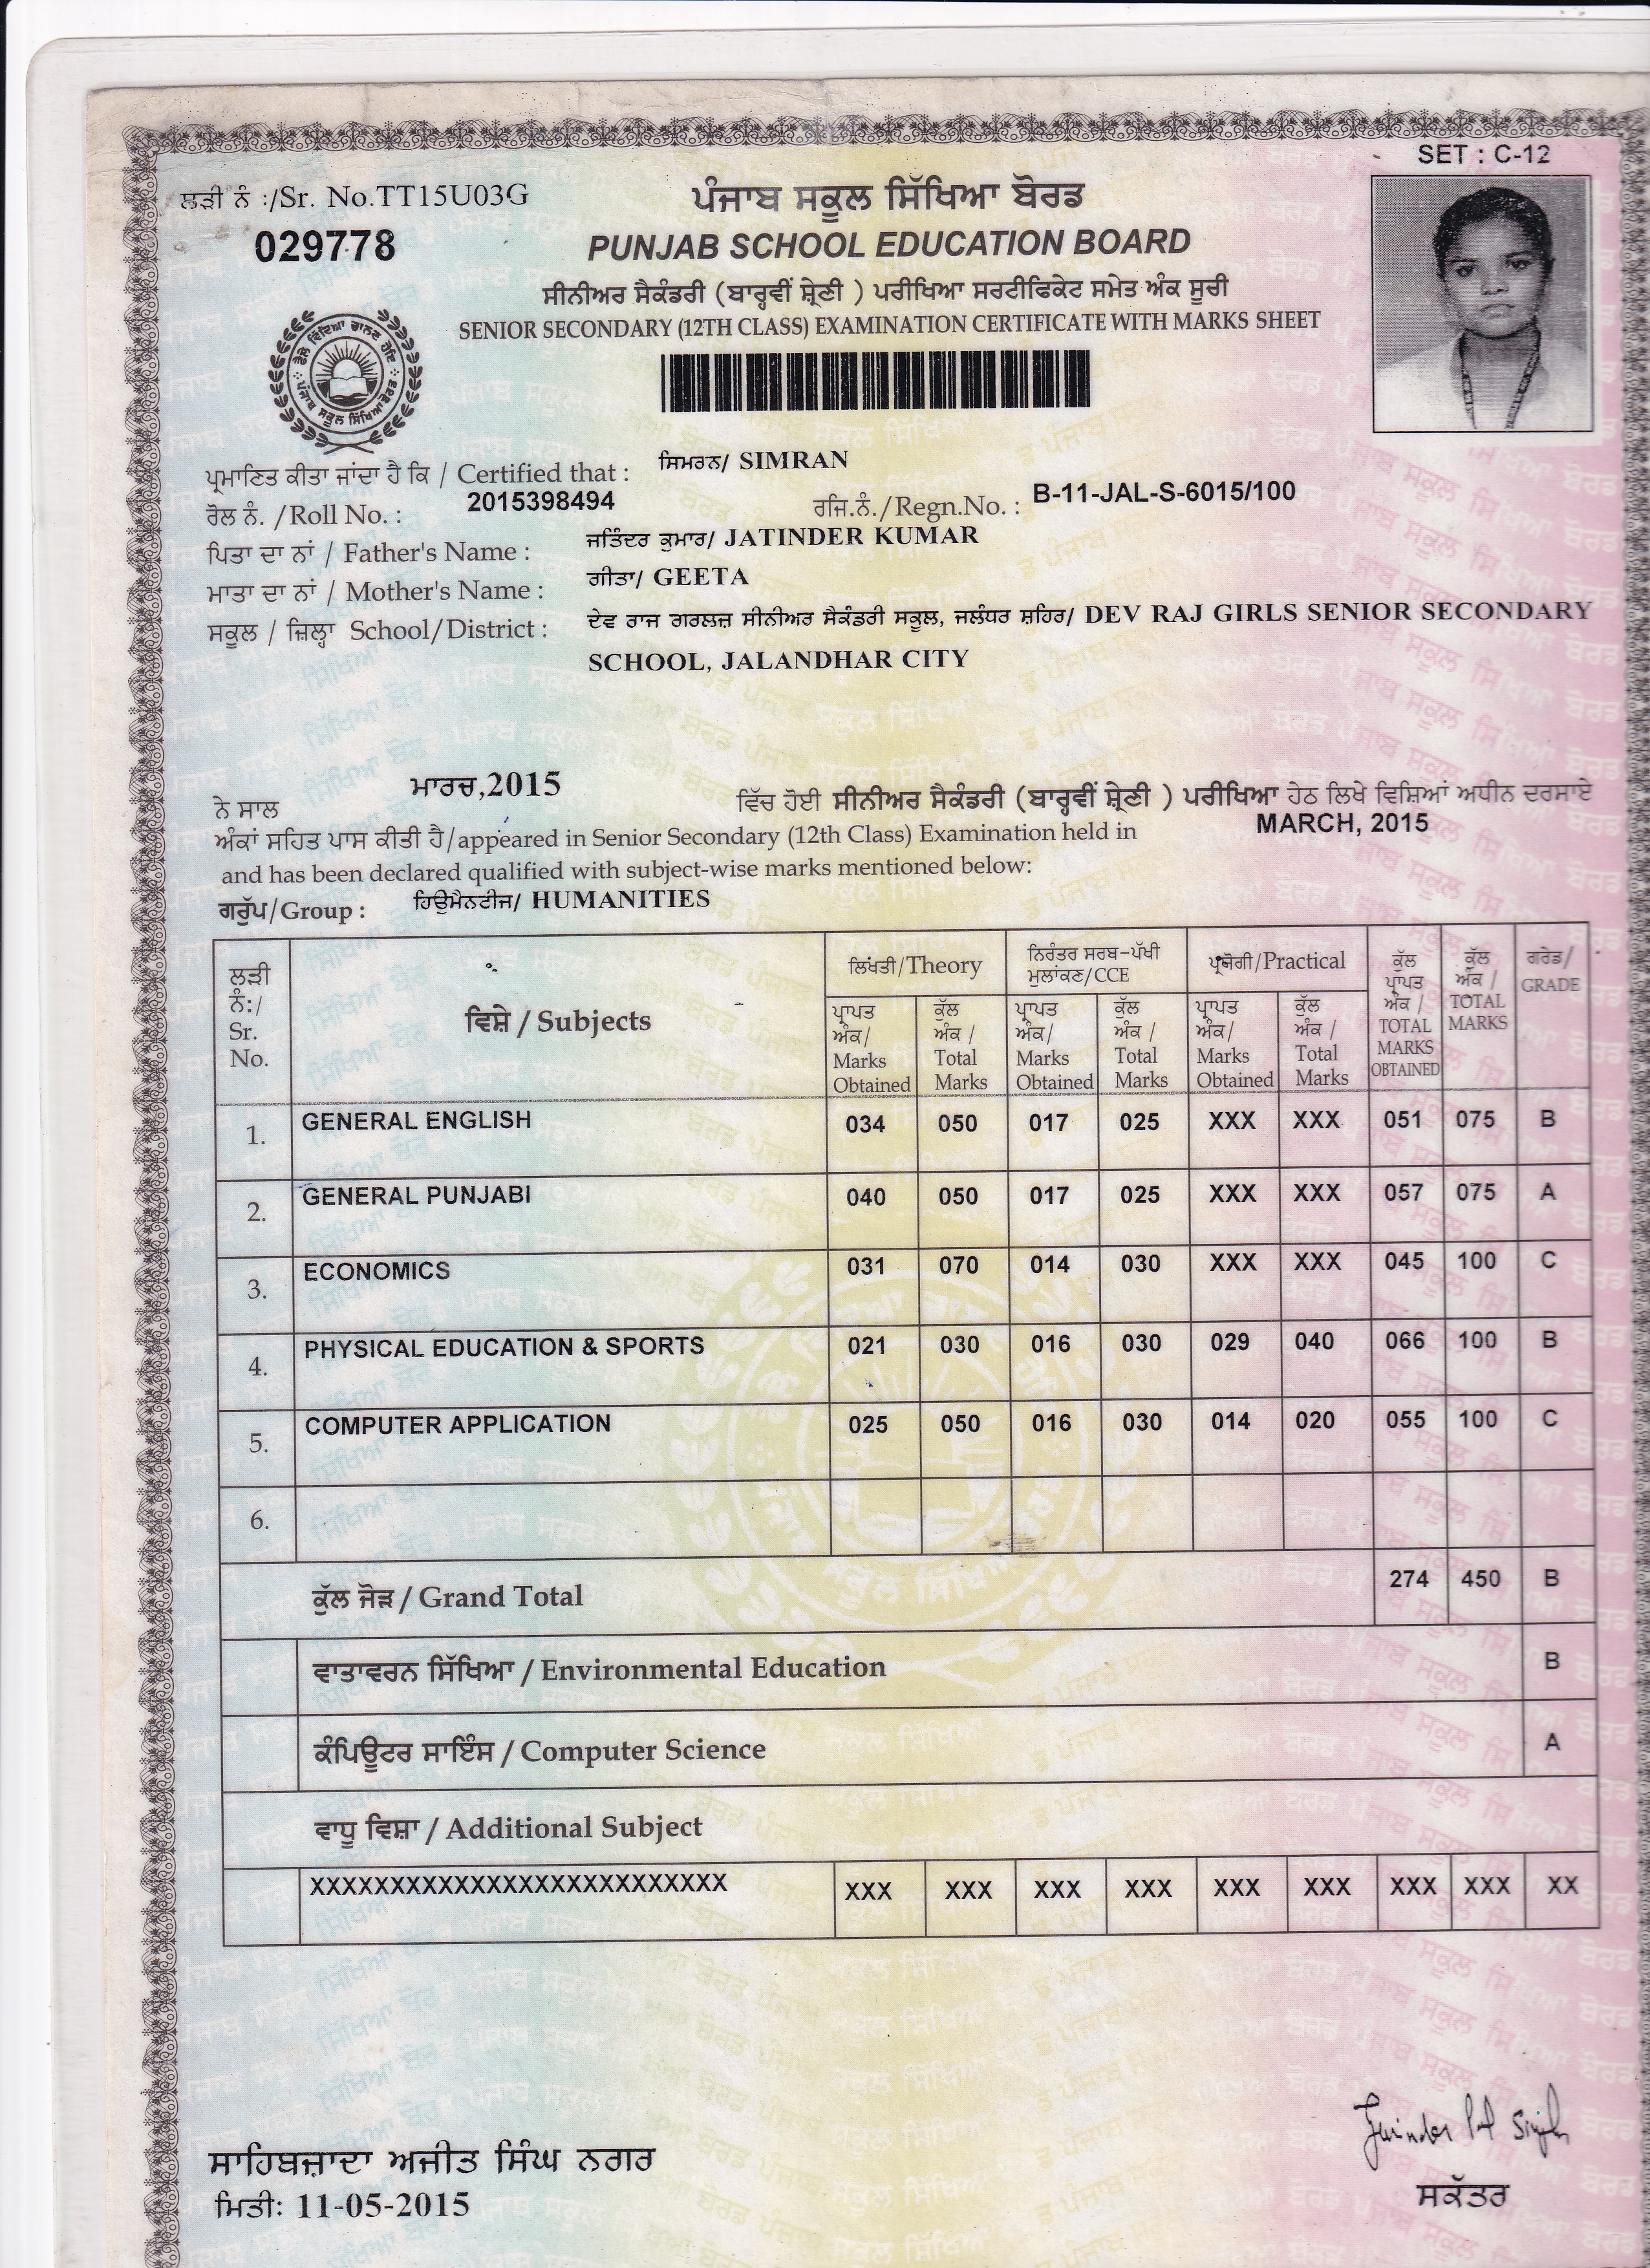 SET : C-12
ਲੜੀ ਨੰ :/Sr. No.TT15U03G
029778
ਪੰਜਾਬ ਸਕੂਲ ਸਿੱਖਿਆ ਬੋਰਡ
PUNJAB SCHOOL EDUCATION BOARD
ਸੀਨੀਅਰ ਸੈਕੰਡਰੀ (ਬਾਰ੍ਹਵੀਂ ਸ਼੍ਰੇਣੀ ) ਪਰੀਖਿਆ ਸਰਟੀਫਿਕੇਟ ਸਮੇਤ ਅੰਕ ਸੂਚੀ
SENIOR SECONDARY (12TH CLASS) EXAMINATION CERTIFICATE WITH MARKS SHEET
ਪ੍ਰਮਾਣਿਤ ਕੀਤਾ ਜਾਂਦਾ ਹੈ ਕਿ / Certified that : ਸਿਮਰਨ/ SIMRAN
ਰੋਲ ਨੰ. /Roll No. : 2015398494 ਰਜਿ.ਨੰ./Regn.No. : B-11-JAL-S-6015/100
ਪਿਤਾ ਦਾ ਨਾਂ / Father's Name : ਜਤਿੰਦਰ ਕੁਮਾਰ/ JATINDER KUMAR
ਮਾਤਾ ਦਾ ਨਾਂ / Mother's Name : ਗੀਤਾ/ GEETA
ਸਕੂਲ / ਜ਼ਿਲ੍ਹਾ School/District : ਦੇਵ ਰਾਜ ਗਰਲਜ਼ ਸੀਨੀਅਰ ਸੈਕੰਡਰੀ ਸਕੂਲ, ਜਲੰਧਰ ਸ਼ਹਿਰ/ DEV RAJ GIRLS SENIOR SECONDARY
SCHOOL, JALANDHAR CITY
ਨੇ ਸਾਲ ਮਾਰਚ,2015 ਵਿੱਚ ਹੋਈ ਸੀਨੀਅਰ ਸੈਕੰਡਰੀ (ਬਾਰ੍ਹਵੀਂ ਸ਼੍ਰੇਣੀ ) ਪਰੀਖਿਆ ਹੇਠ ਲਿਖੇ ਵਿਸ਼ਿਆਂ ਅਧੀਨ ਦਰਸਾਏ
ਅੰਕਾਂ ਸਹਿਤ ਪਾਸ ਕੀਤੀ ਹੈ/appeared in Senior Secondary (12th Class) Examination held in MARCH, 2015
and has been declared qualified with subject-wise marks mentioned below:
ਗਰੁੱਪ/Group : ਹਿਊਮੈਨਟੀਜ/ HUMANITIES
ਲੜੀ ਨੰ:/ Sr. No. ਵਿਸ਼ੇ / Subjects ਲਿਖਤੀ/Theory ਨਿਰੰਤਰ ਸਰਬ-ਪੱਖੀ ਮੁਲਾਂਕਣ/CCE ਪ੍ਰਯੋਗੀ/Practical ਕੁੱਲ ਪ੍ਰਾਪਤ ਅੰਕ / TOTAL MARKS OBTAINED ਕੁੱਲ ਅੰਕ / TOTAL MARKS ਗਰੇਡ/ GRADE
ਪ੍ਰਾਪਤ ਅੰਕ/ Marks Obtained ਕੁੱਲ ਅੰਕ / Total Marks ਪ੍ਰਾਪਤ ਅੰਕ/ Marks Obtained ਕੁੱਲ ਅੰਕ / Total Marks ਪ੍ਰਾਪਤ ਅੰਕ/ Marks Obtained ਕੁੱਲ ਅੰਕ / Total Marks
1. GENERAL ENGLISH 034 050 017 025 XXX XXX 051 075 B
2. GENERAL PUNJABI 040 050 017 025 XXX XXX 057 075 A
3. ECONOMICS 031 070 014 030 XXX XXX 045 100 C
4. PHYSICAL EDUCATION & SPORTS 021 030 016 030 029 040 066 100 B
5. COMPUTER APPLICATION 025 050 016 030 014 020 055 100 C
6.
ਕੁੱਲ ਜੋੜ / Grand Total 274 450 B
ਵਾਤਾਵਰਨ ਸਿੱਖਿਆ / Environmental Education B
ਕੰਪਿਊਟਰ ਸਾਇੰਸ / Computer Science A
ਵਾਧੂ ਵਿਸ਼ਾ / Additional Subject
XXXXXXXXXXXXXXXXXXXXXXXXXX XXX XXX XXX XXX XXX XXX XXX XXX XX
ਸਾਹਿਬਜ਼ਾਦਾ ਅਜੀਤ ਸਿੰਘ ਨਗਰ
ਮਿਤੀ: 11-05-2015
ਸਕੱਤਰ